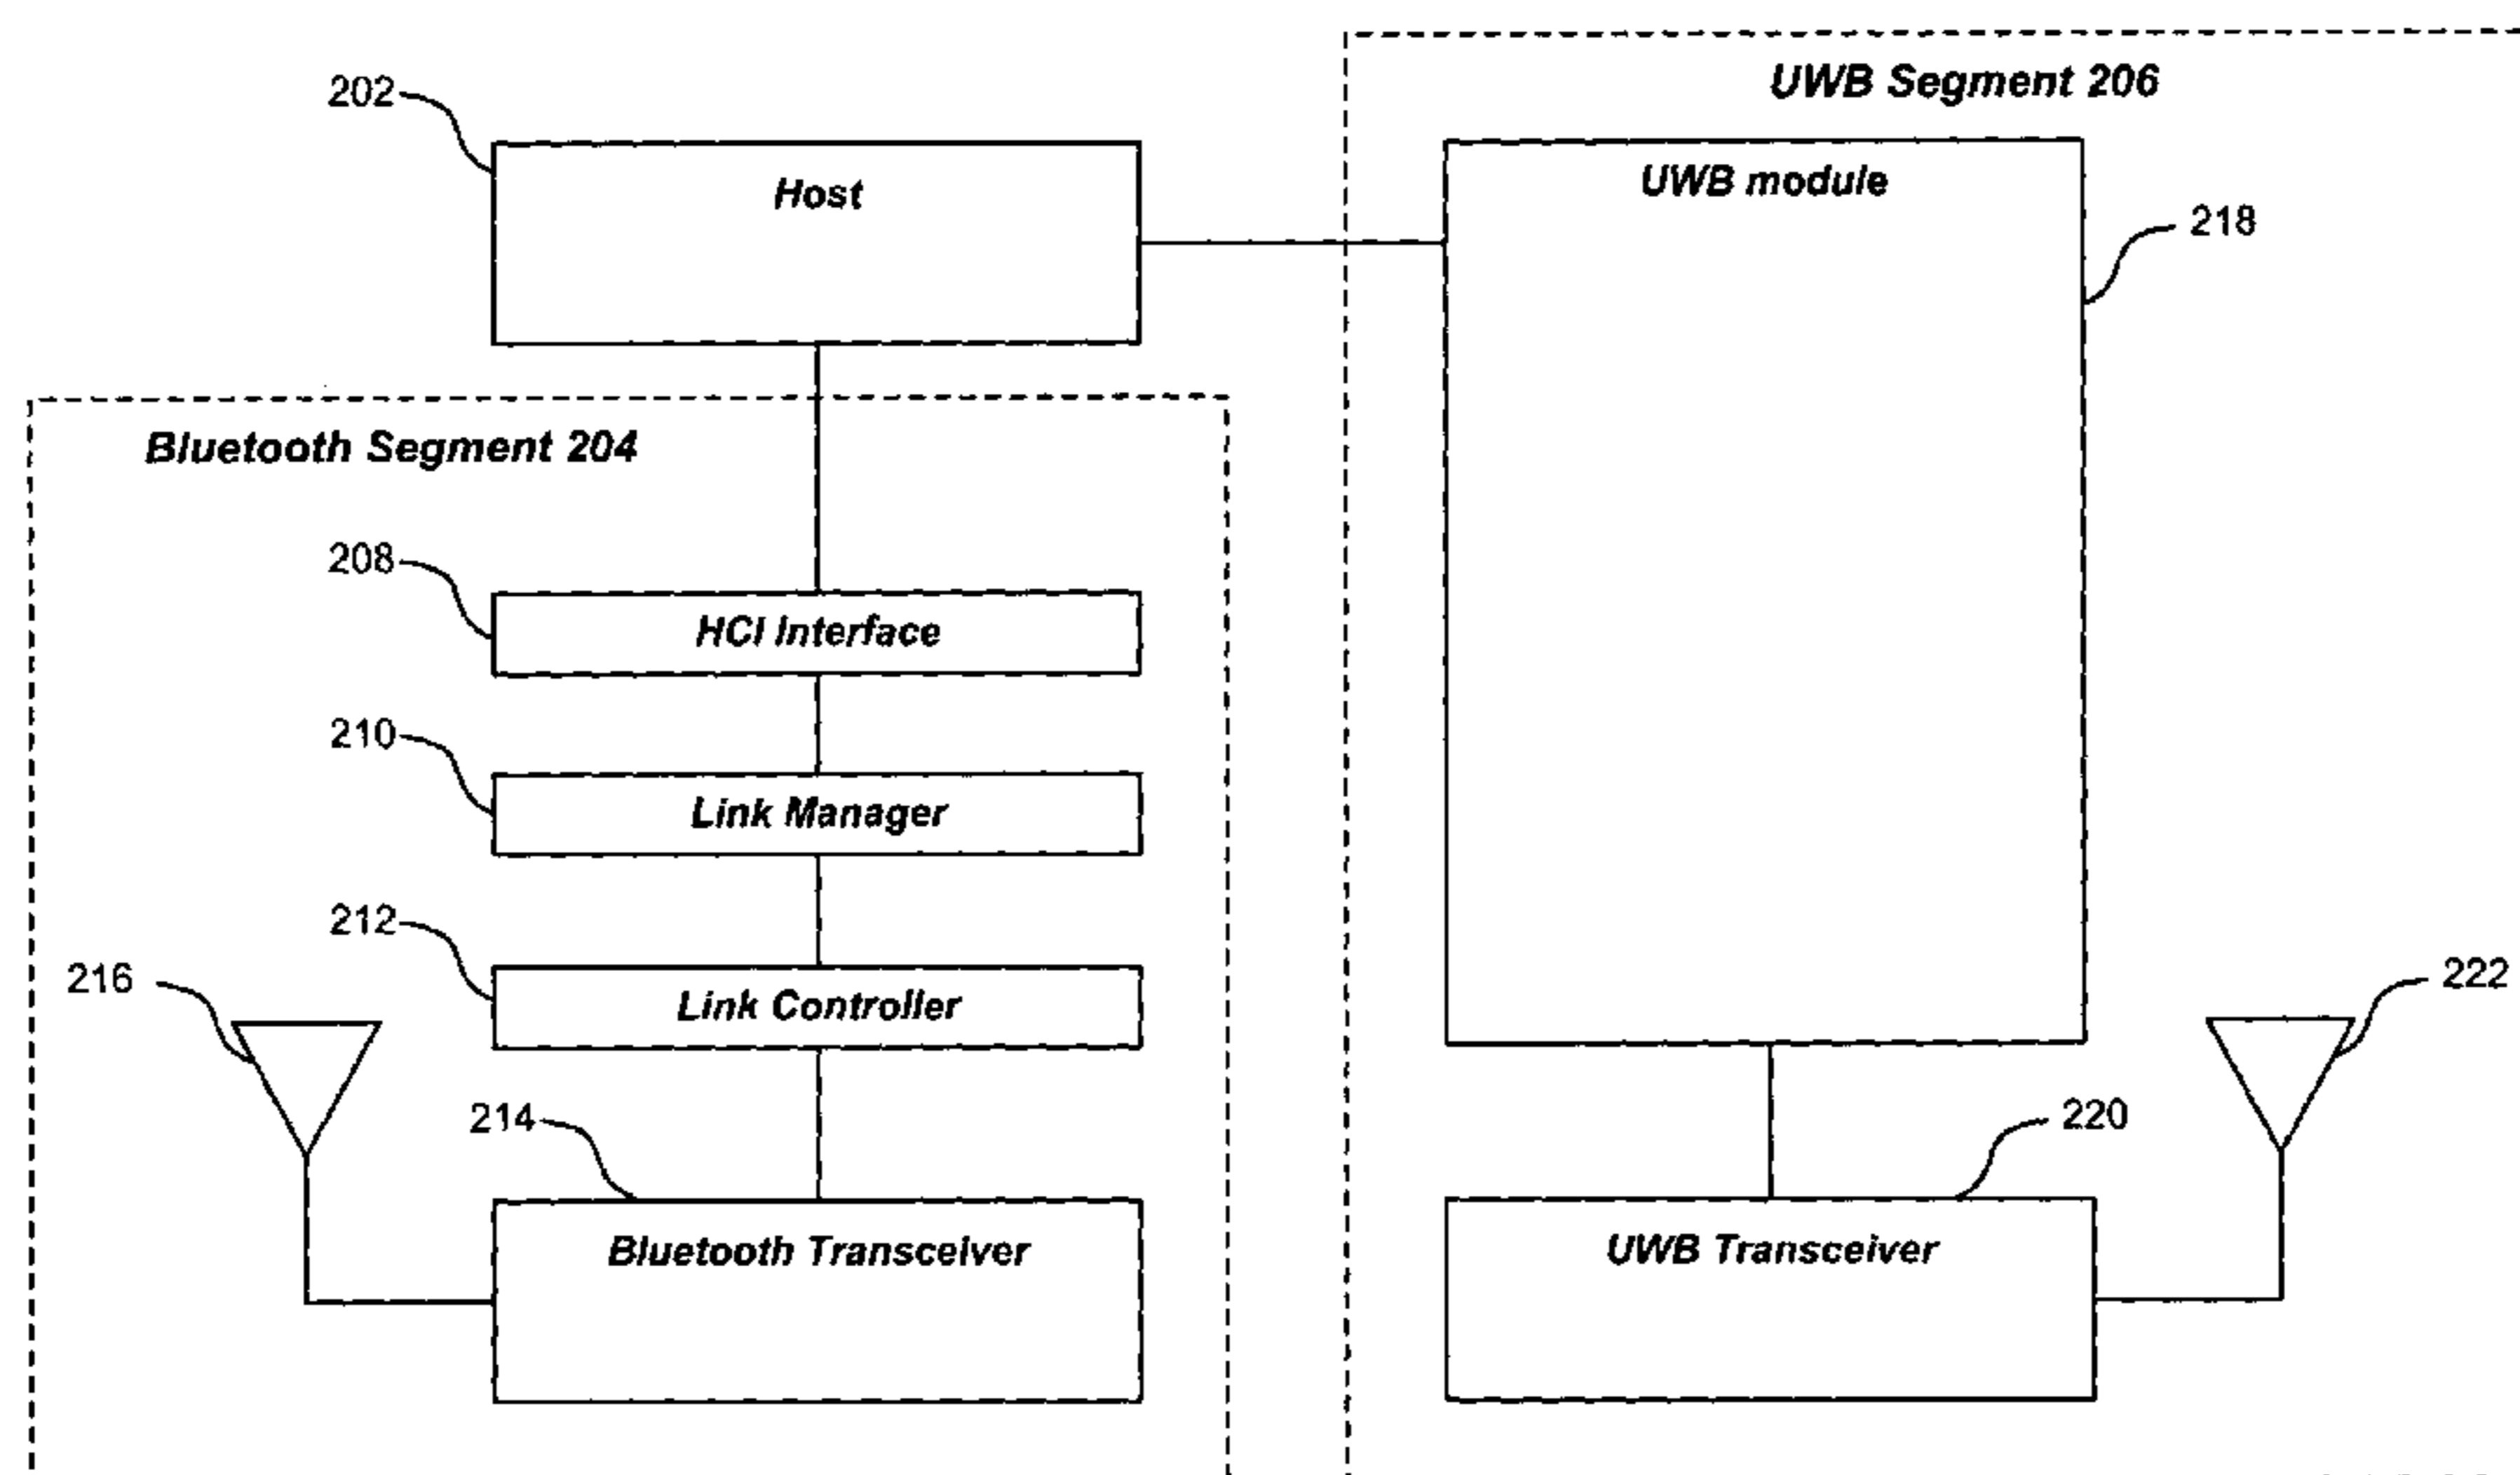 UWB Segment 206
202
Host
UWB module
218
Bluetooth Segment 204
208
HCI Interface
210
Link Manager
212
216
Link Controller
222
214
220
Bluetooth Transceiver
UWB Transceiver